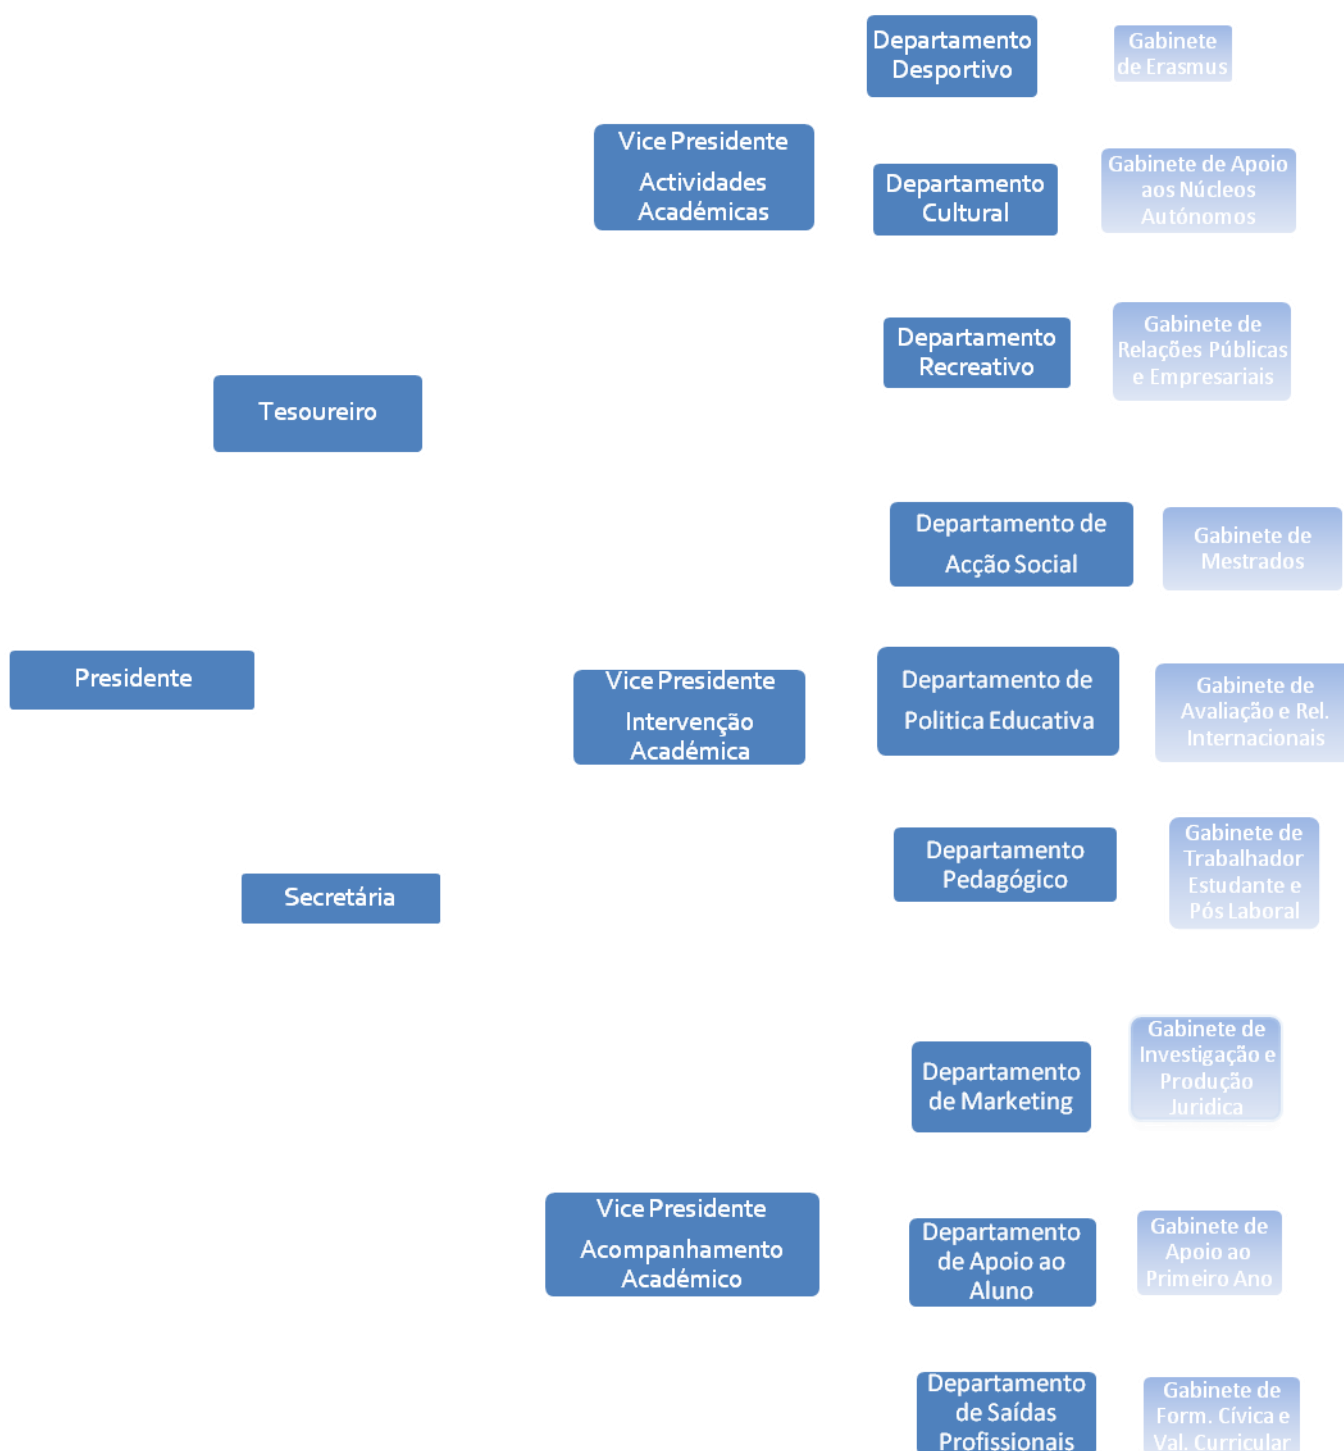 Departamento
Desportivo
Gabinete
de Erasmus
Vice Presidente
Actividades
Académicas
Departamento
Cultural
Gabinete de Apoio
aos Núcleos
Autónomos
Departamento
Recreativo
Gabinete de
Relações Públicas
e Empresariais
Tesoureiro
Departamento de
Acção Social
Gabinete de
Mestrados
Presidente
Vice Presidente
Intervenção
Académica
Departamento de
Politica Educativa
Gabinete de
Avaliação e Rel.
Internacionais
Departamento
Pedagógico
Gabinete de
Trabalhador
Estudante e
Pós Laboral
Secretária
Departamento
de Marketing
Gabinete de
Investigação e
Produção
Juridica
Vice Presidente
Acompanhamento
Académico
Departamento
de Apoio ao
Aluno
Gabinete de
Apoio ao
Primeiro Ano
Departamento
de Saídas
Profissionais
Gabinete de
Form. Cívica e
Val. Curricular